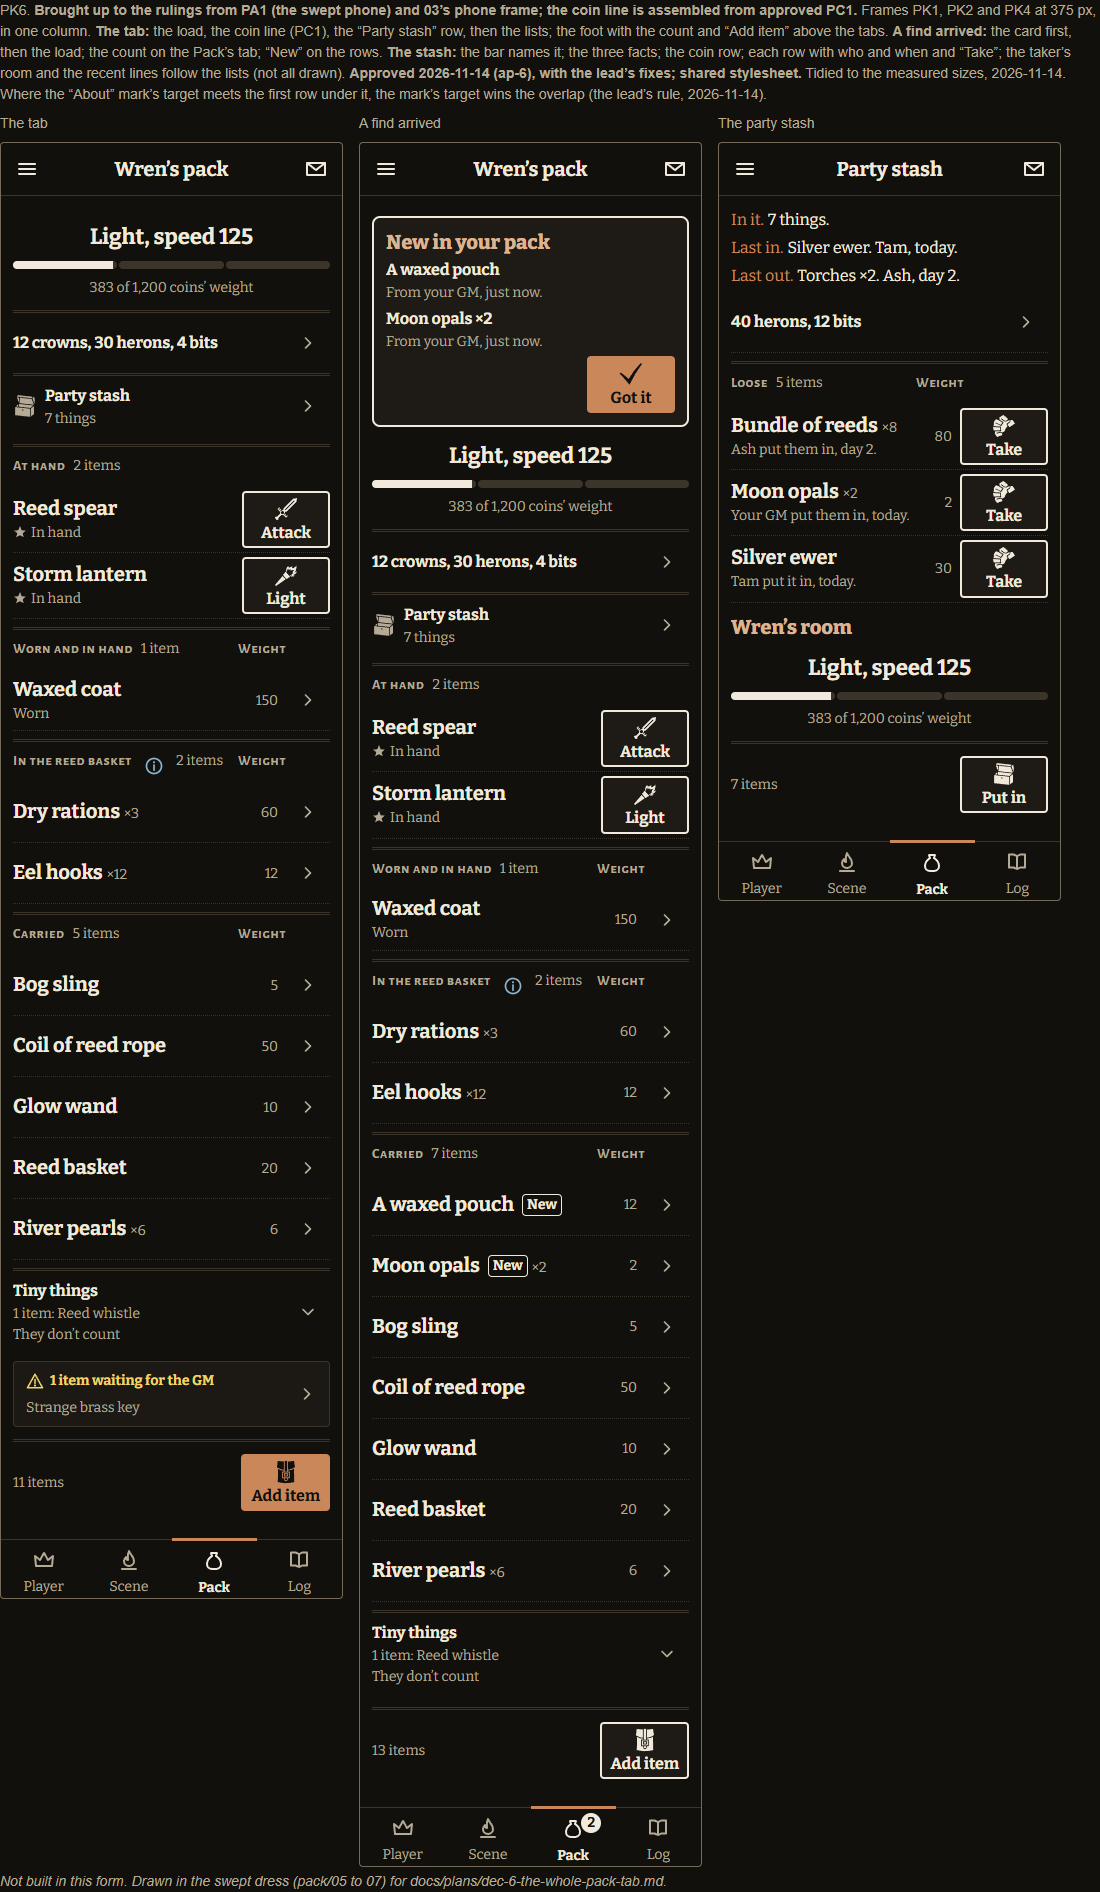 PK6. Brought up to the rulings from PA1 (the swept phone) and 03’s phone frame; the coin line is assembled from approved PC1. Frames PK1, PK2 and PK4 at 375 px,
in one column. The tab: the load, the coin line (PC1), the “Party stash” row, then the lists; the foot with the count and “Add item” above the tabs. A find arrived: the card first,
then the load; the count on the Pack’s tab; “New” on the rows. The stash: the bar names it; the three facts; the coin row; each row with who and when and “Take”; the taker’s
room and the recent lines follow the lists (not all drawn). Approved 2026-11-14 (ap-6), with the lead’s fixes; shared stylesheet. Tidied to the measured sizes, 2026-11-14.
Where the “About” mark’s target meets the first row under it, the mark’s target wins the overlap (the lead’s rule, 2026-11-14).
The tab
Wren’s pack
Light, speed 125
383 of 1,200 coins’ weight
12 crowns, 30 herons, 4 bits
Party stash
7 things
At hand 2 items
Reed spear
In hand
Attack
Storm lantern
In hand
Light
Worn and in hand 1 item Weight
Waxed coat 150
Worn
In the reed basket 2 items Weight
Dry rations ×3 60
Eel hooks ×12 12
Carried 5 items Weight
Bog sling 5
Coil of reed rope 50
Glow wand 10
Reed basket 20
River pearls ×6 6
Tiny things
1 item: Reed whistle
They don’t count
1 item waiting for the GM
Strange brass key
11 items Add item
Player Scene Pack Log
A find arrived
Wren’s pack
New in your pack
A waxed pouch
From your GM, just now.
Moon opals ×2
From your GM, just now.
Got it
Light, speed 125
383 of 1,200 coins’ weight
12 crowns, 30 herons, 4 bits
Party stash
7 things
At hand 2 items
Reed spear
In hand
Attack
Storm lantern
In hand
Light
Worn and in hand 1 item Weight
Waxed coat 150
Worn
In the reed basket 2 items Weight
Dry rations ×3 60
Eel hooks ×12 12
Carried 7 items Weight
A waxed pouch New 12
Moon opals New ×2 2
Bog sling 5
Coil of reed rope 50
Glow wand 10
Reed basket 20
River pearls ×6 6
Tiny things
1 item: Reed whistle
They don’t count
13 items Add item
2
Player Scene Pack Log
The party stash
Party stash
In it. 7 things.
Last in. Silver ewer. Tam, today.
Last out. Torches ×2. Ash, day 2.
40 herons, 12 bits
Loose 5 items Weight
Bundle of reeds ×8 80
Ash put them in, day 2.
Take
Moon opals ×2 2
Your GM put them in, today.
Take
Silver ewer 30
Tam put it in, today.
Take
Wren’s room
Light, speed 125
383 of 1,200 coins’ weight
7 items Put in
Player Scene Pack Log
Not built in this form. Drawn in the swept dress (pack/05 to 07) for docs/plans/dec-6-the-whole-pack-tab.md.